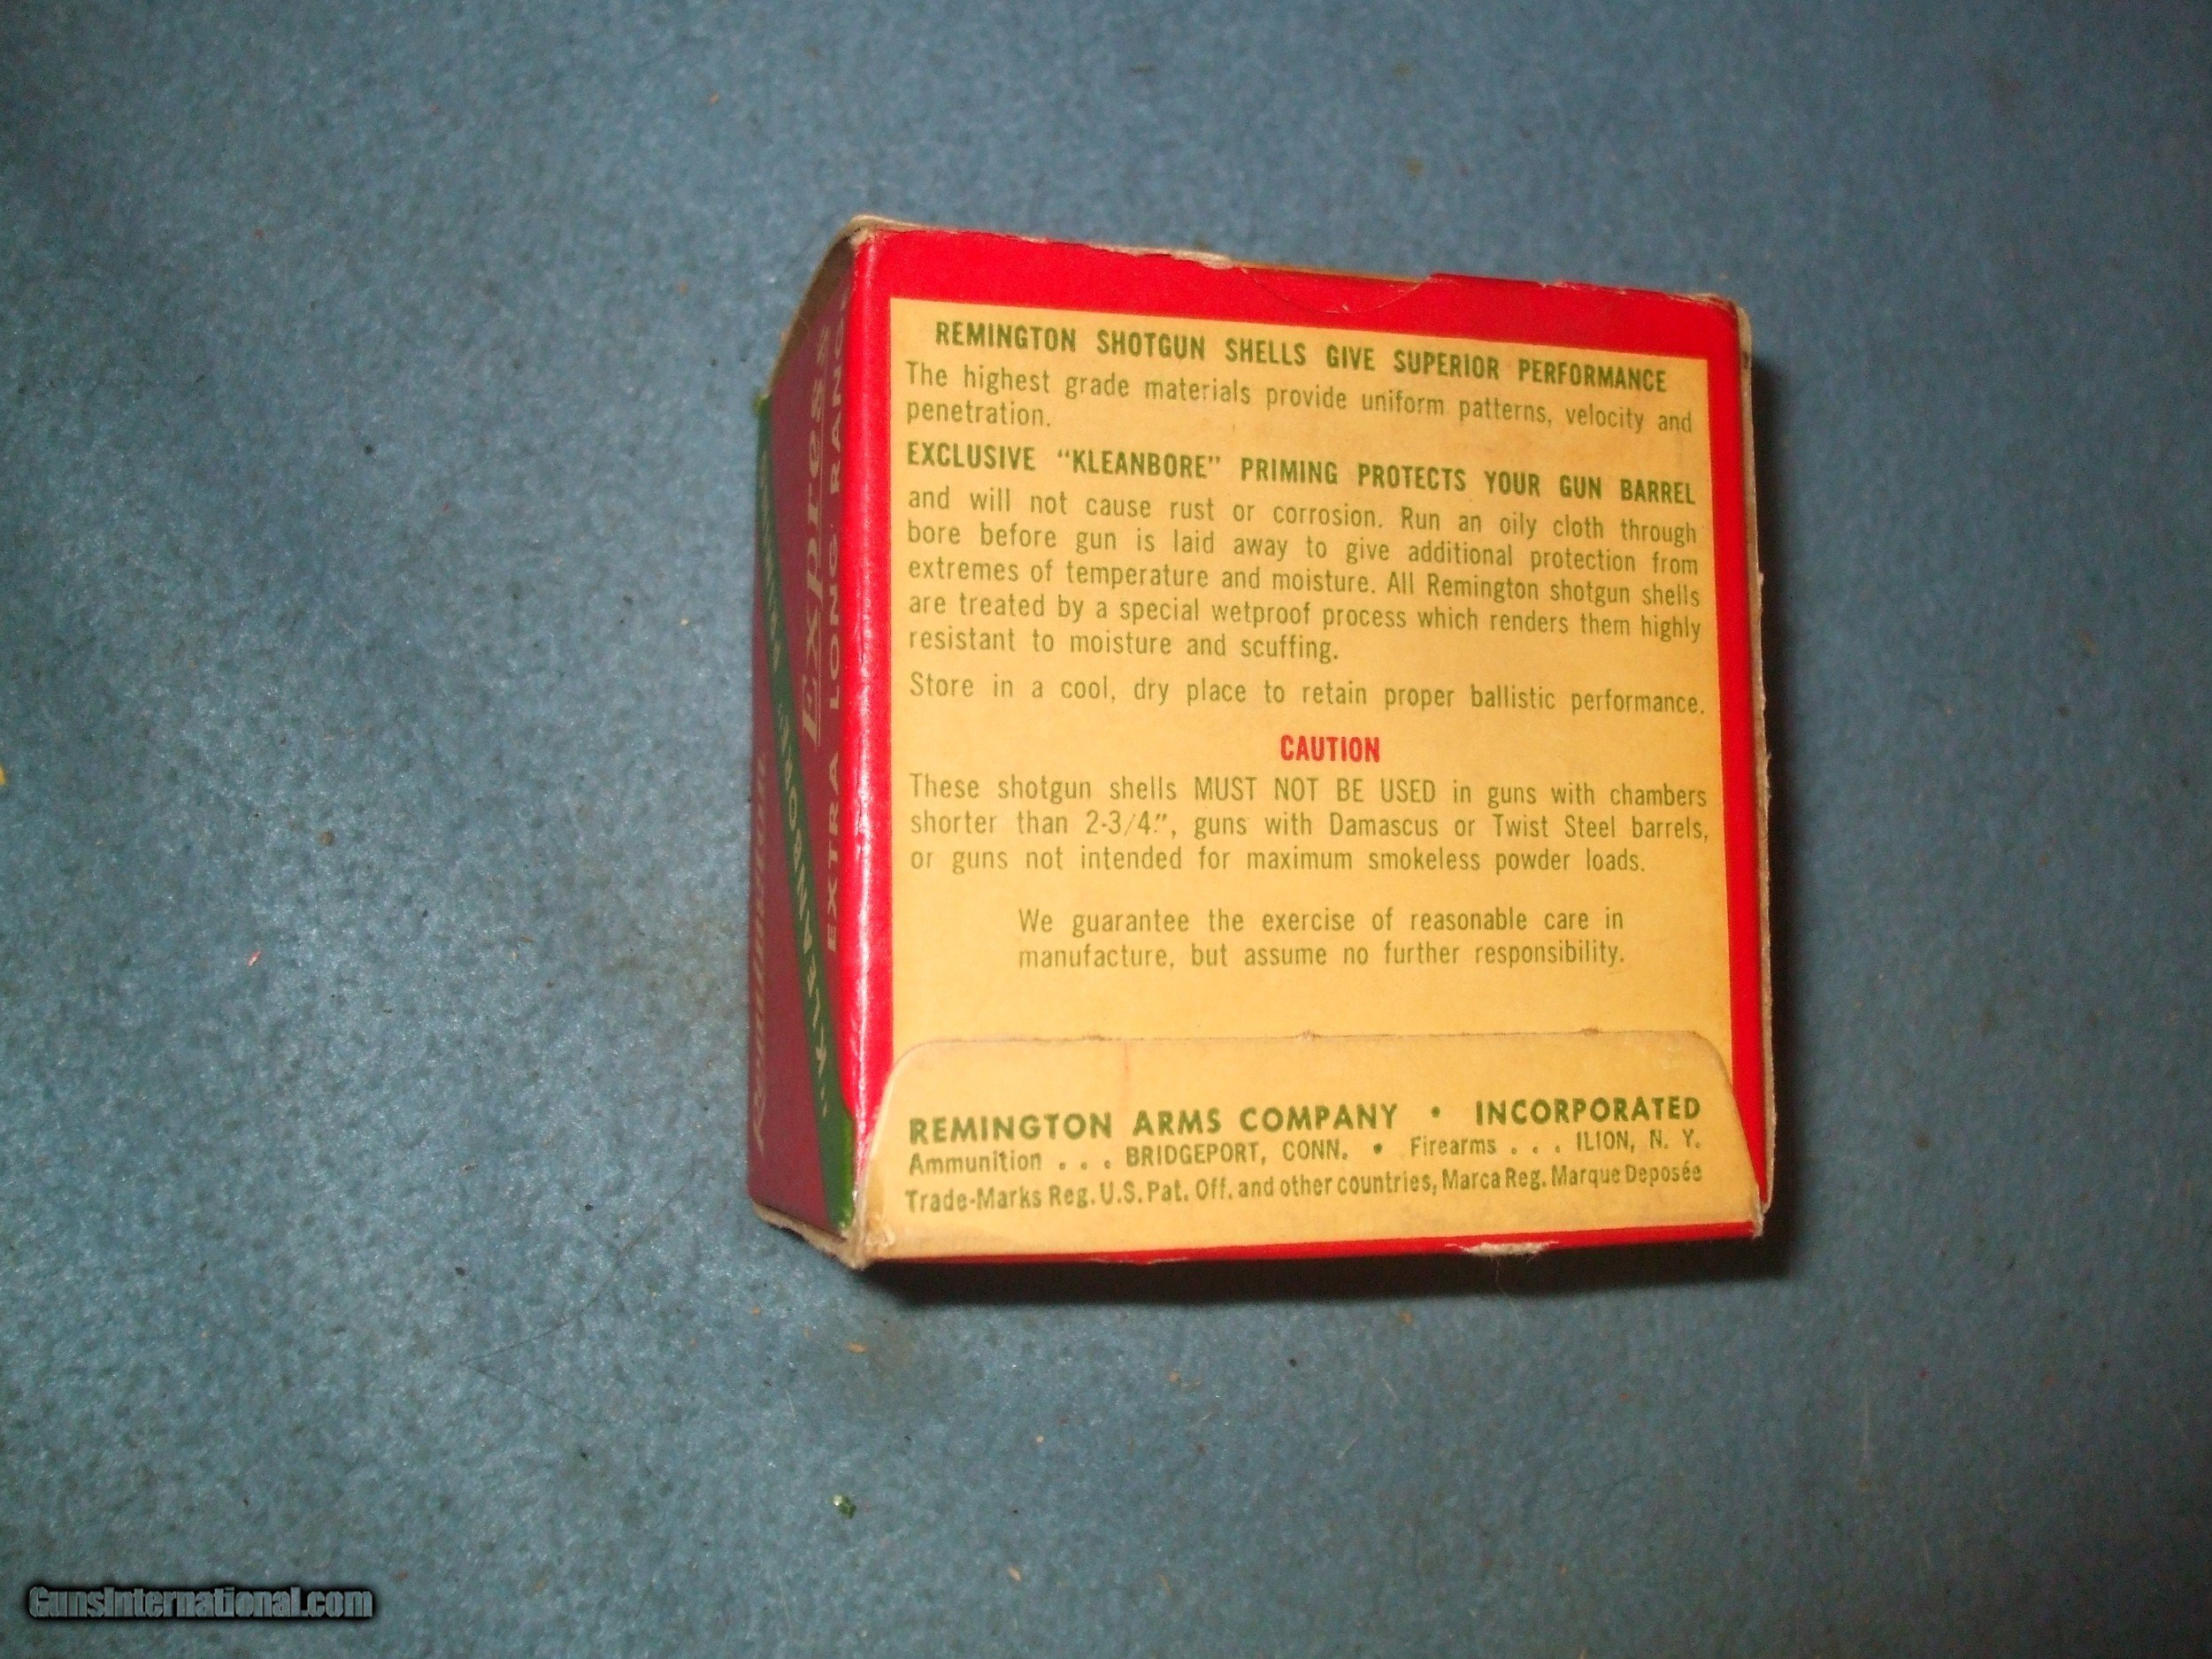 REMINGTON SHOTGUN SHELLS GIVE SUPERIOR PERFORMANCE
The highest grade materials provide uniform patterns, velocity and
penetration.
EXCLUSIVE "KLEANBORE" PRIMING PROTECTS YOUR GUN BARREL
and will not cause rust or corrosion. Run an oily cloth through
bore before gun is laid away to give additional protection from
extremes of temperature and moisture. All Remington shotgun shells
are treated by a special wetproof process which renders them highly
resistant to moisture and scuffing.
Store in a cool, dry place to retain proper ballistic performance.
CAUTION
These shotgun shells MUST NOT BE USED in guns with chambers
shorter than 2-3/4", guns with Damascus or Twist Steel barrels,
or guns not intended for maximum smokeless powder loads.
We guarantee the exercise of reasonable care in
manufacture, but assume no further responsibility.
REMINGTON ARMS COMPANY • INCORPORATED
Ammunition . . . BRIDGEPORT, CONN. • Firearms . . . ILION, N. Y.
Trade-Marks Reg. U.S. Pat. Off. and other countries, Marca Reg. Marque Deposée
Remington
Express
EXTRA LONG RANG
"KLEANBORE" PRIMING
GunsInternational.com